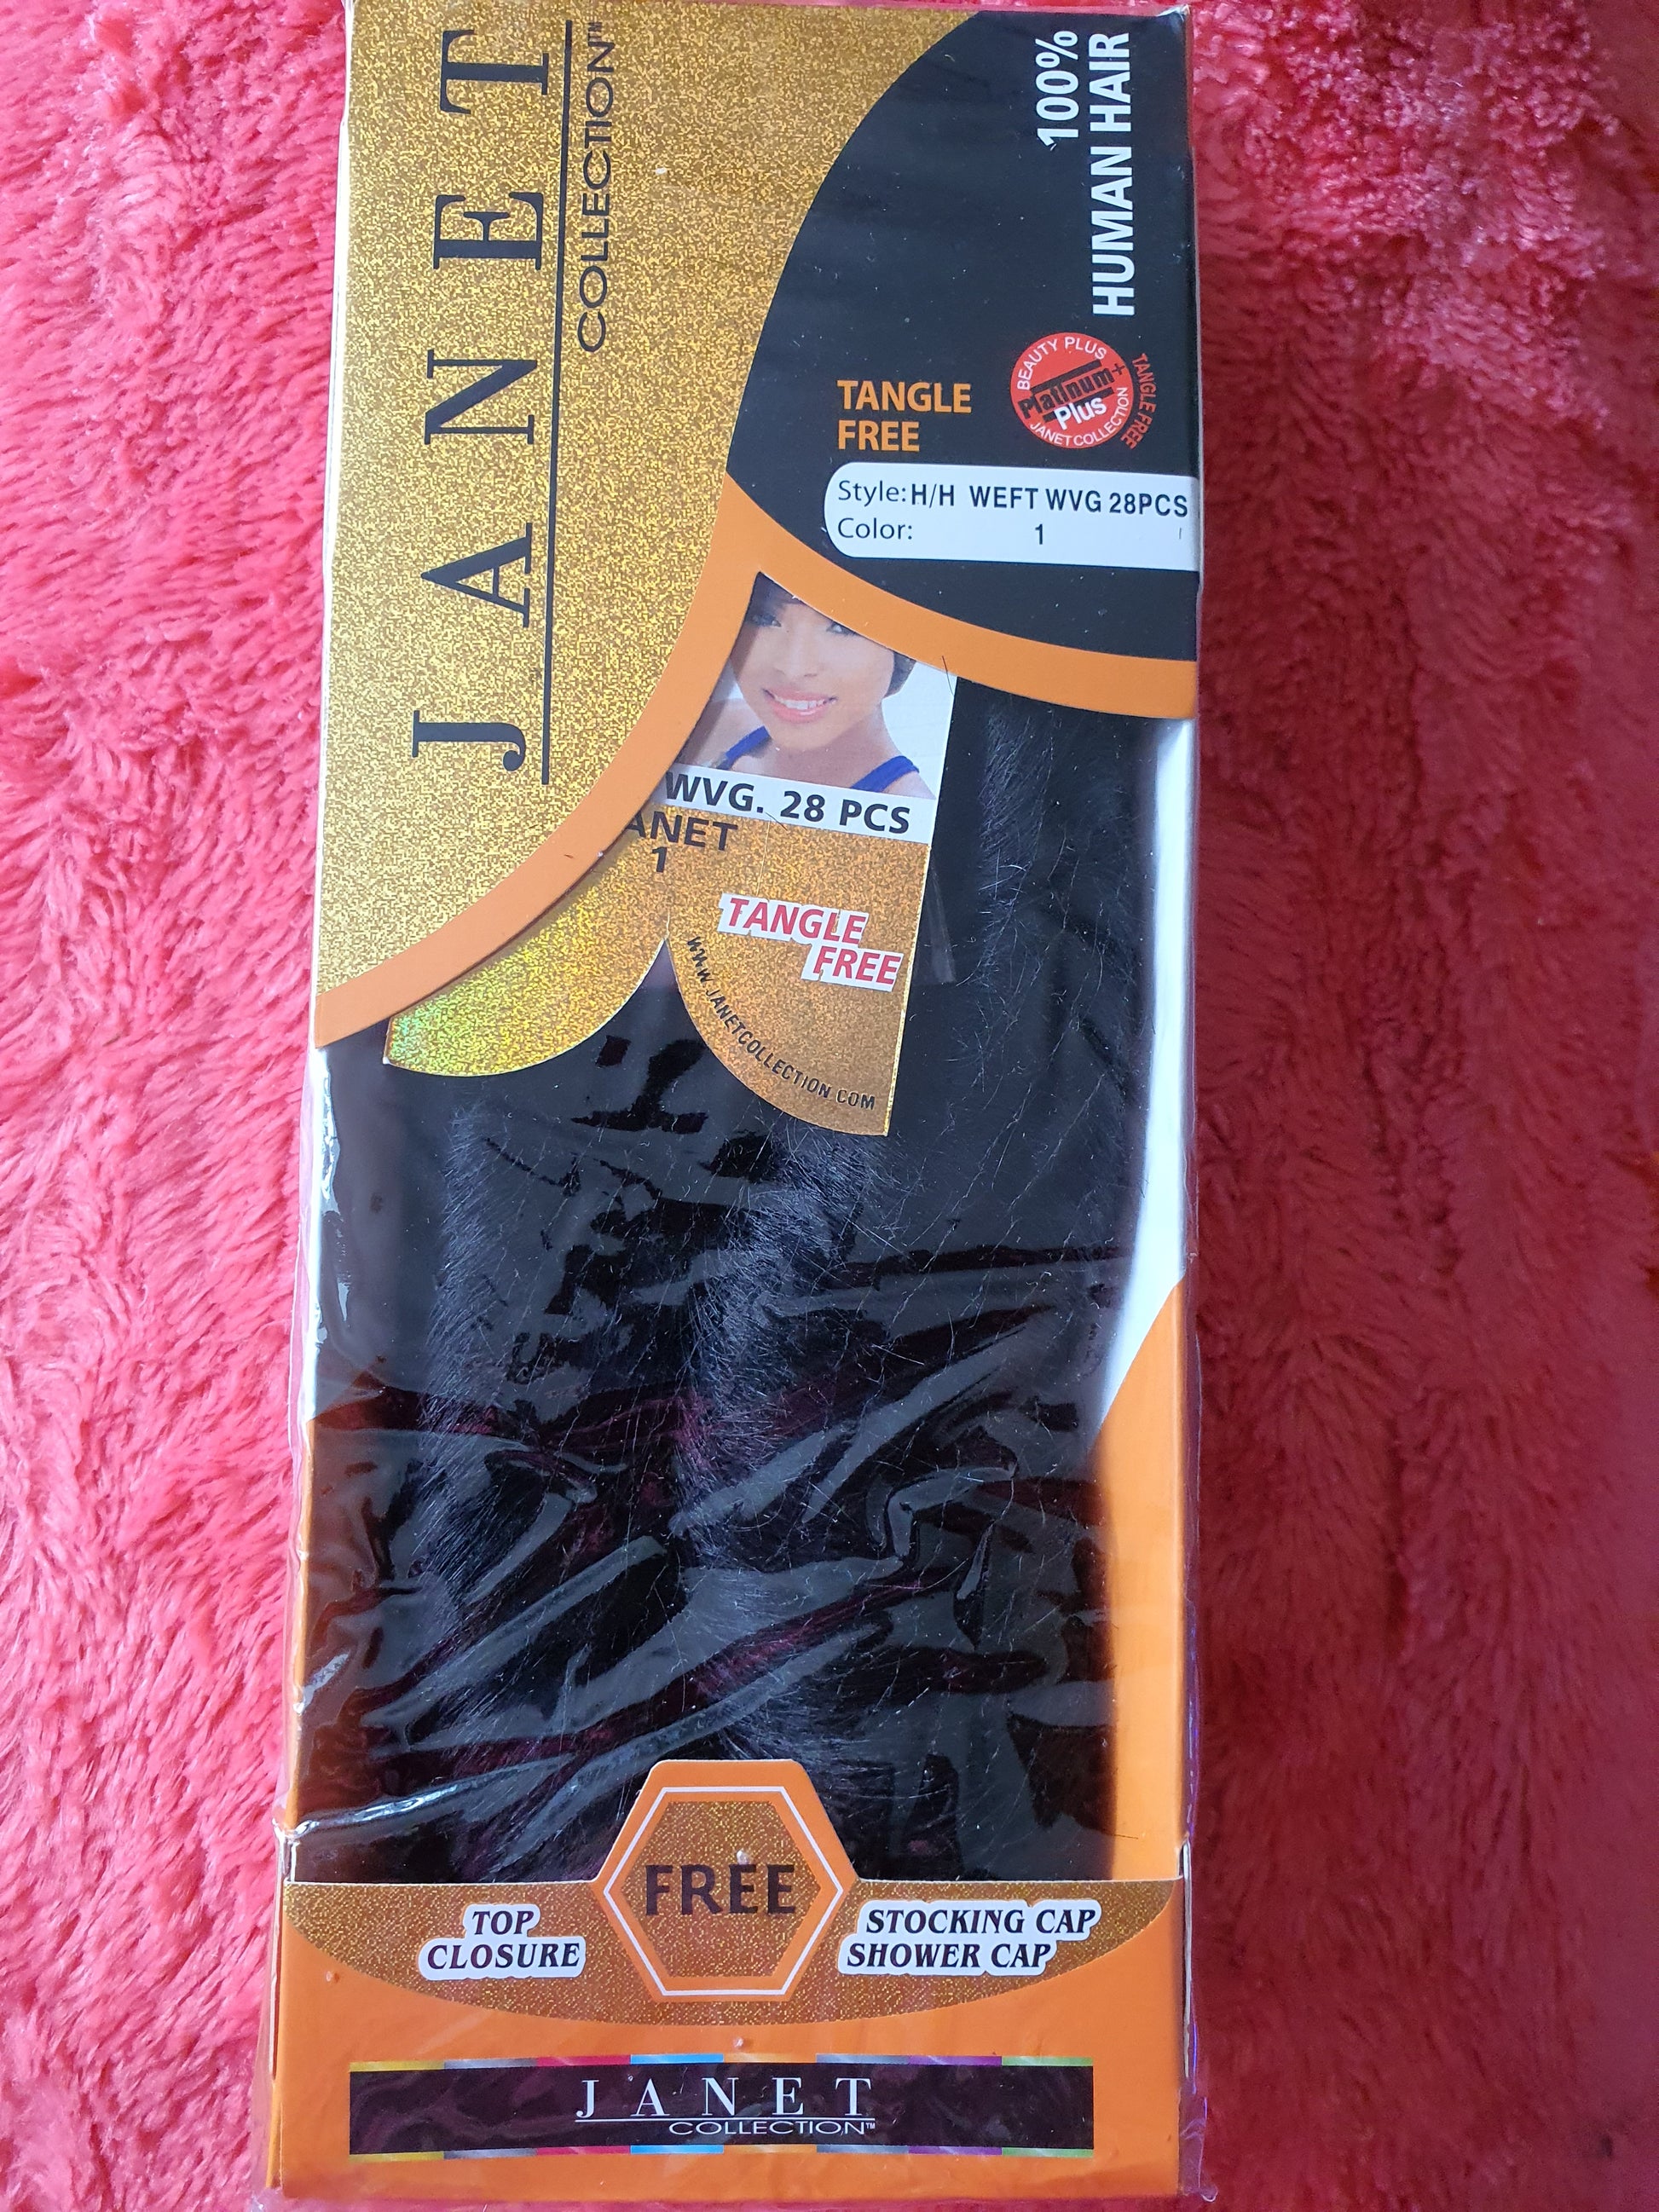 JANET
COLLECTION™
100%
HUMAN HAIR
TANGLE
FREE
BEAUTY PLUS
Platinum+
Plus
JANET COLLECTION
TANGLE FREE
Style: H/H WEFT WVG 28PCS
Color: 1
WVG. 28 PCS
ANET
1
TANGLE
FREE
WWW.JANETCOLLECTION.COM
FREE
TOP
CLOSURE
STOCKING CAP
SHOWER CAP
JANET
COLLECTION™